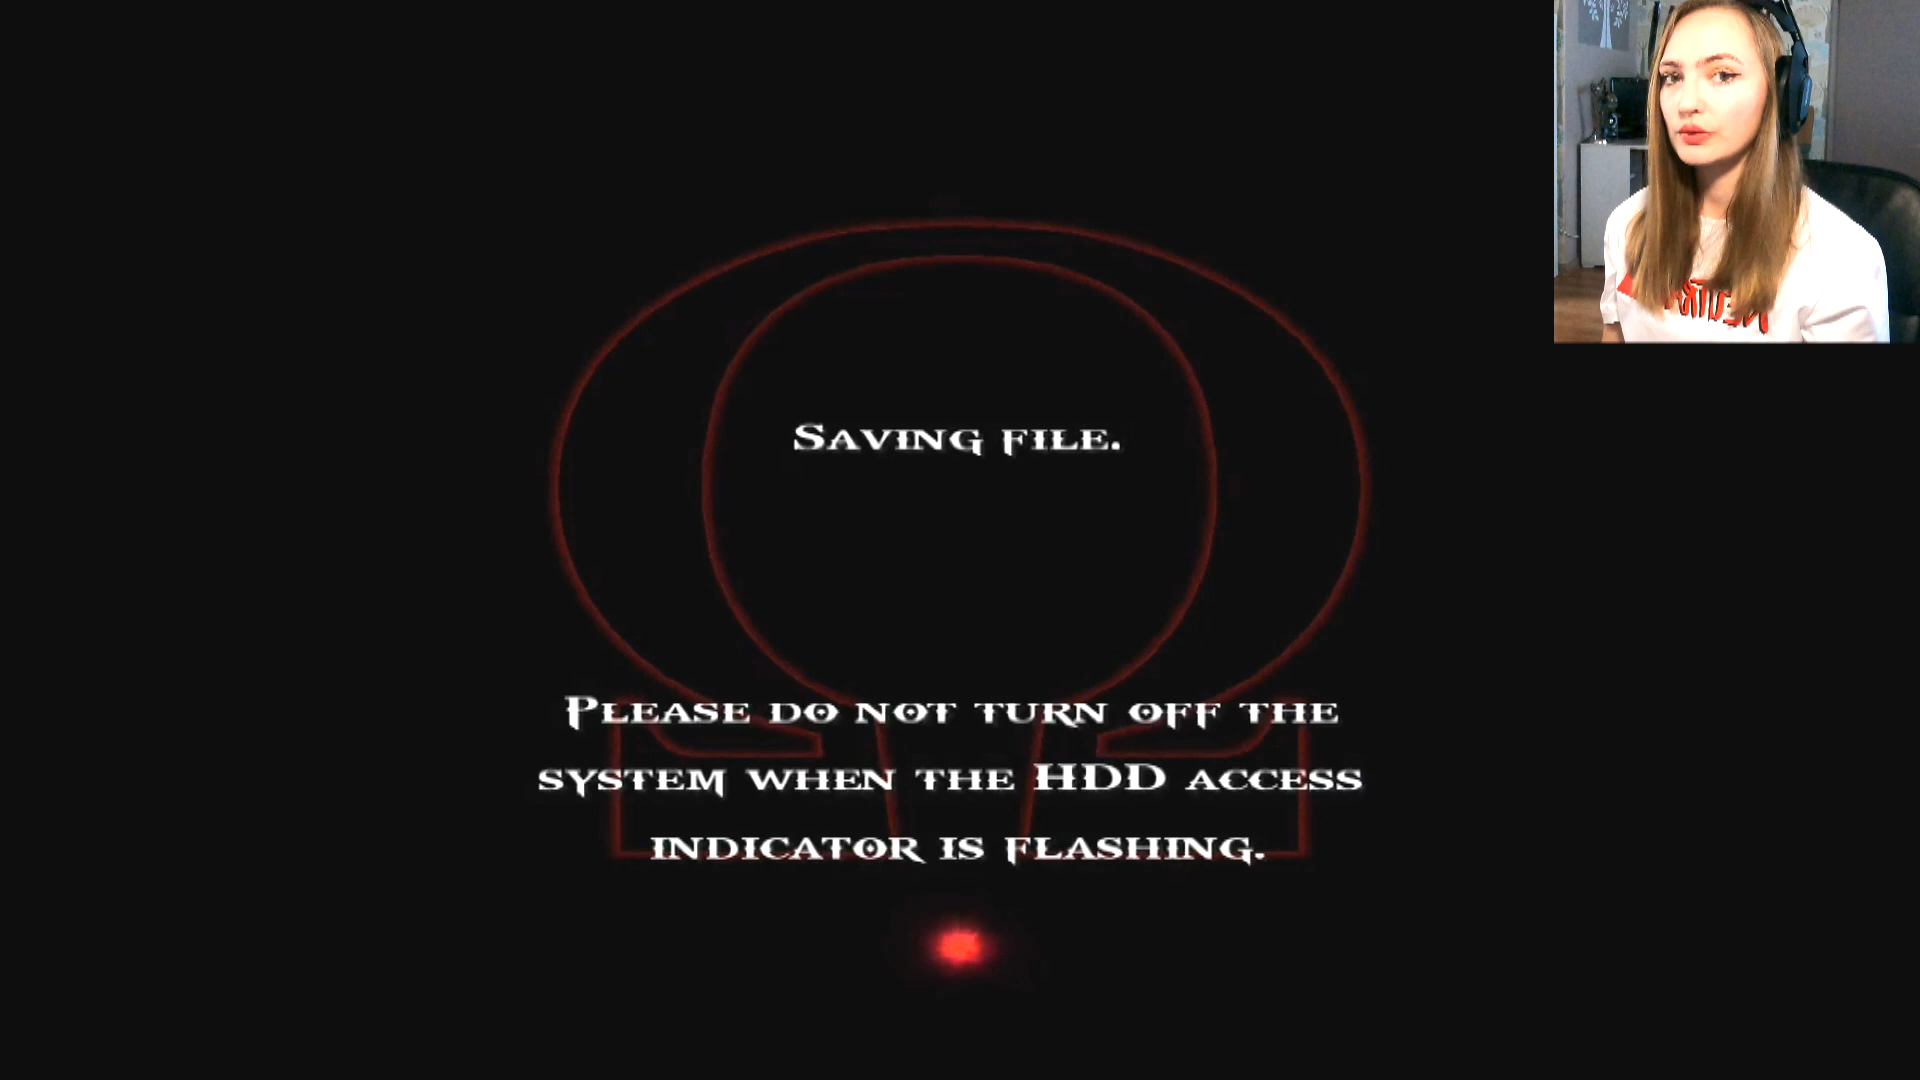 Saving file.
Please do not turn off the
system when the HDD access
indicator is flashing.